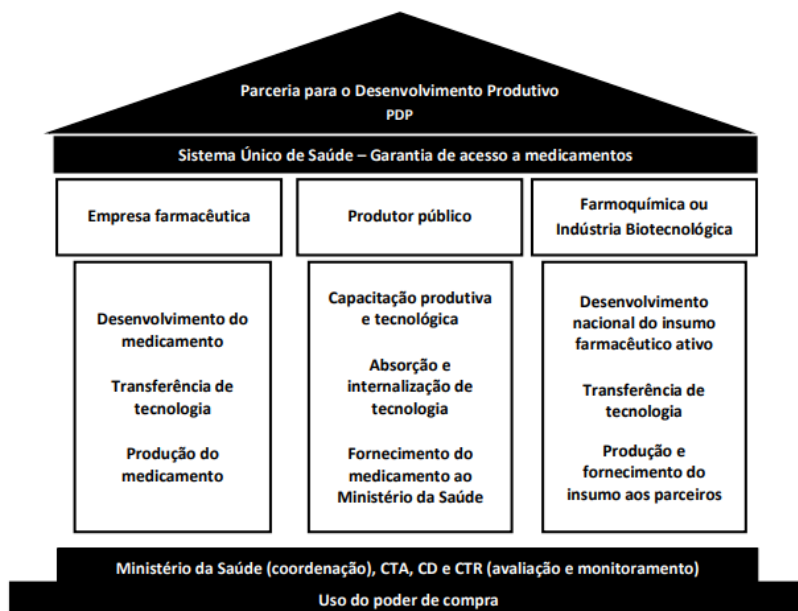 Parceria para o Desenvolvimento Produtivo
PDP
Sistema Único de Saúde – Garantia de acesso a medicamentos
Empresa farmacêutica
Produtor público
Farmoquímica ou
Indústria Biotecnológica
Desenvolvimento do
medicamento
Transferência de
tecnologia
Produção do
medicamento
Capacitação produtiva
e tecnológica
Absorção e
internalização de
tecnologia
Fornecimento do
medicamento ao
Ministério da Saúde
Desenvolvimento
nacional do insumo
farmacêutico ativo
Transferência de
tecnologia
Produção e
fornecimento do
insumo aos parceiros
Ministério da Saúde (coordenação), CTA, CD e CTR (avaliação e monitoramento)
Uso do poder de compra